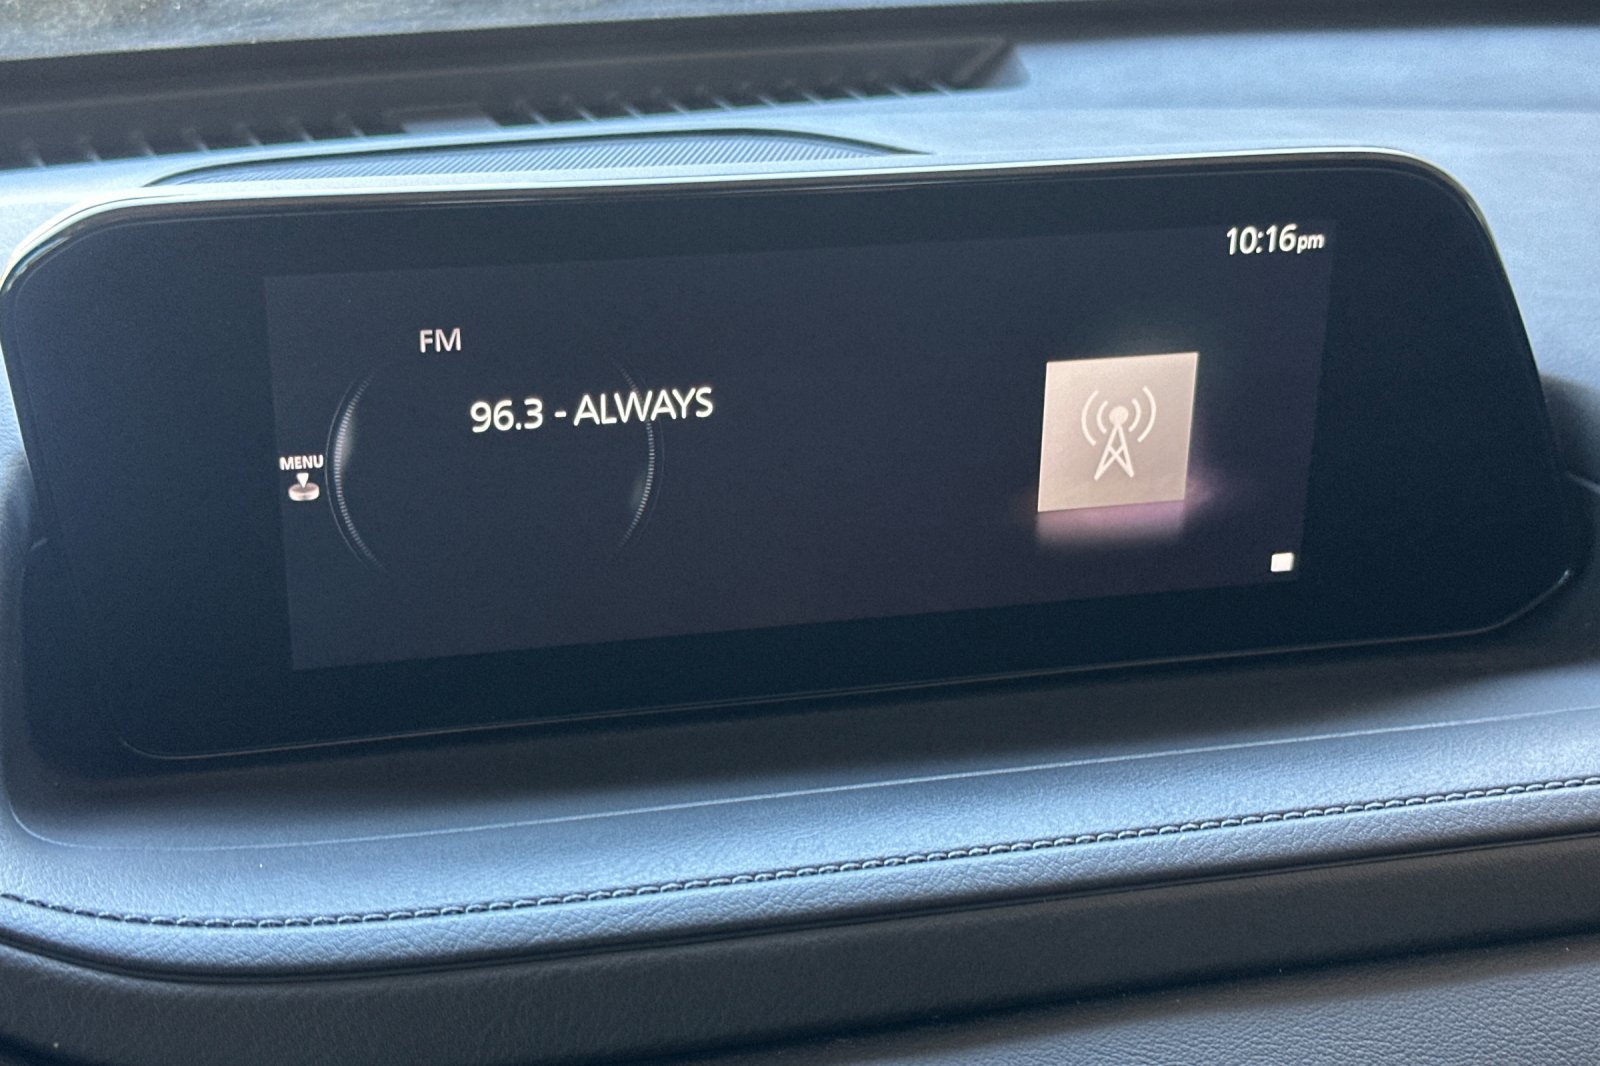 10:16pm
FM
96.3 - ALWAYS
MENU